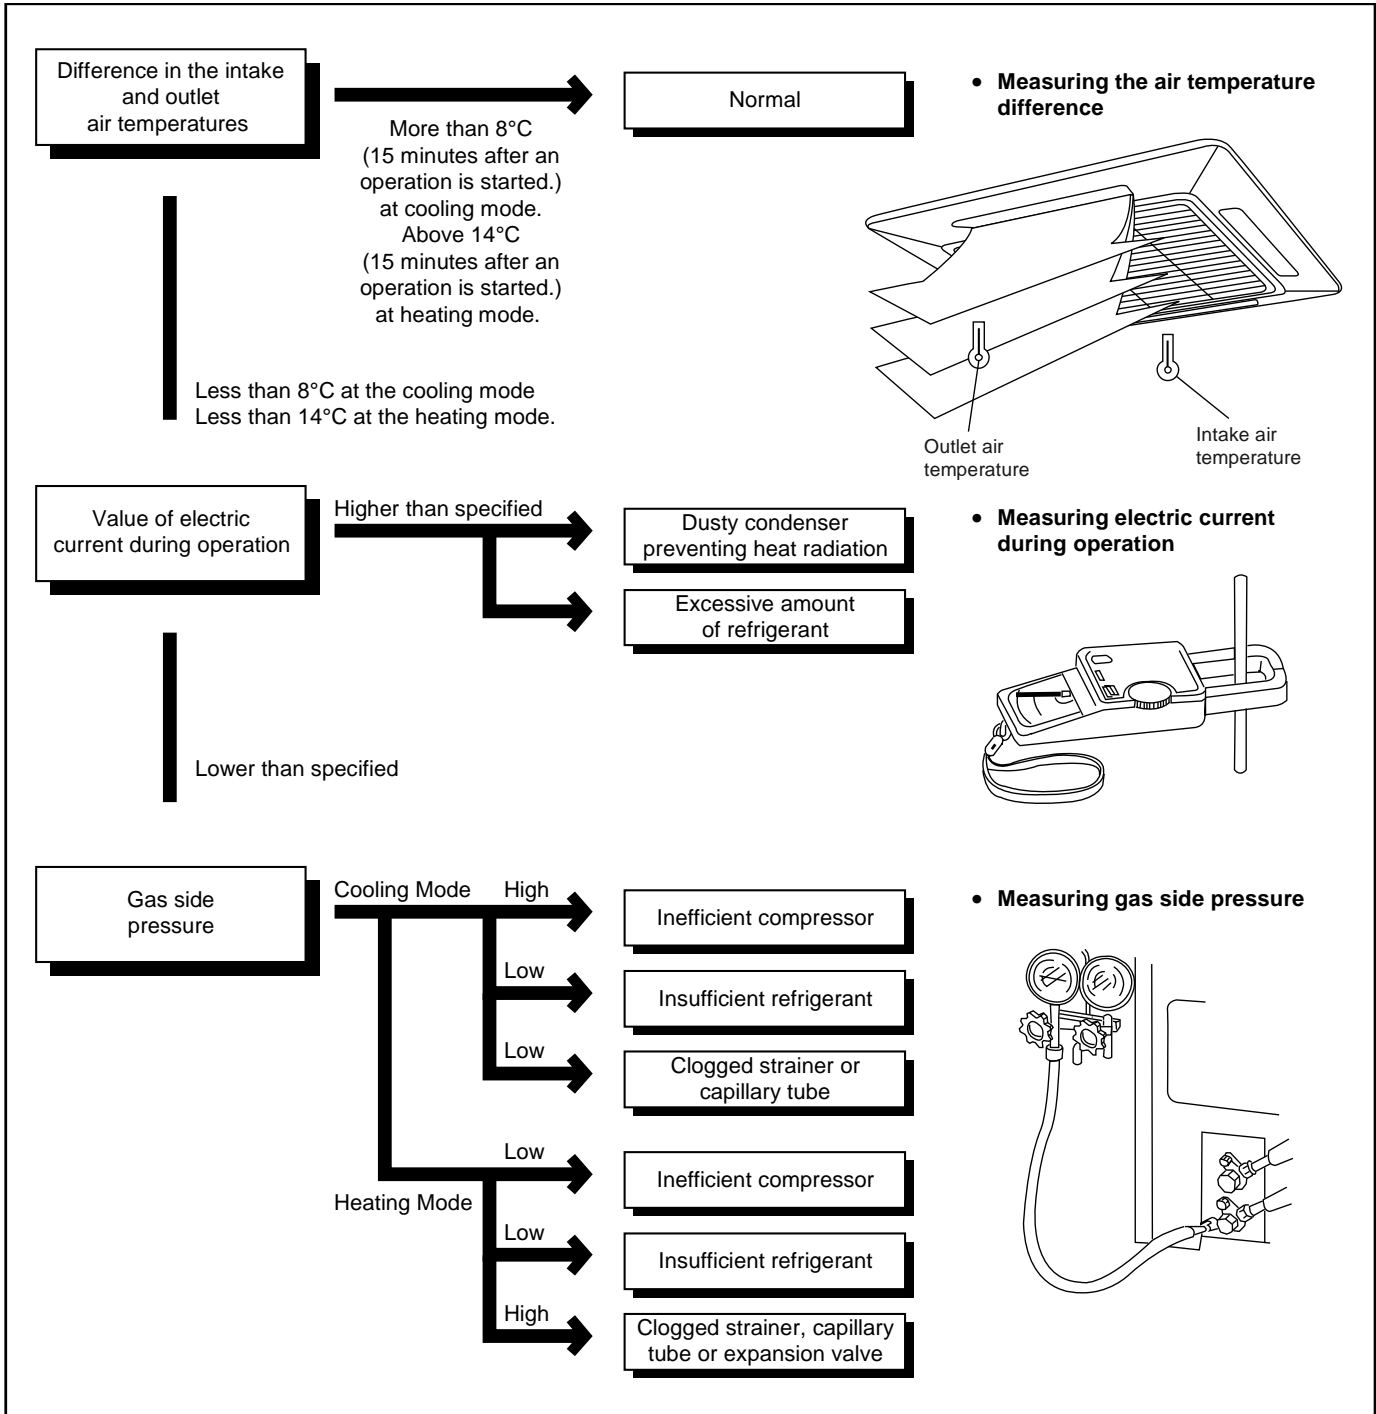 Difference in the intake
and outlet
air temperatures
More than 8°C
(15 minutes after an
operation is started.)
at cooling mode.
Above 14°C
(15 minutes after an
operation is started.)
at heating mode.
Normal
• Measuring the air temperature
difference
Less than 8°C at the cooling mode
Less than 14°C at the heating mode.
Outlet air
temperature
Intake air
temperature
Value of electric
current during operation
Higher than specified
Dusty condenser
preventing heat radiation
Excessive amount
of refrigerant
• Measuring electric current
during operation
Lower than specified
Gas side
pressure
Cooling Mode
High
Inefficient compressor
Low
Insufficient refrigerant
Low
Clogged strainer or
capillary tube
• Measuring gas side pressure
Heating Mode
Low
Inefficient compressor
Low
Insufficient refrigerant
High
Clogged strainer, capillary
tube or expansion valve